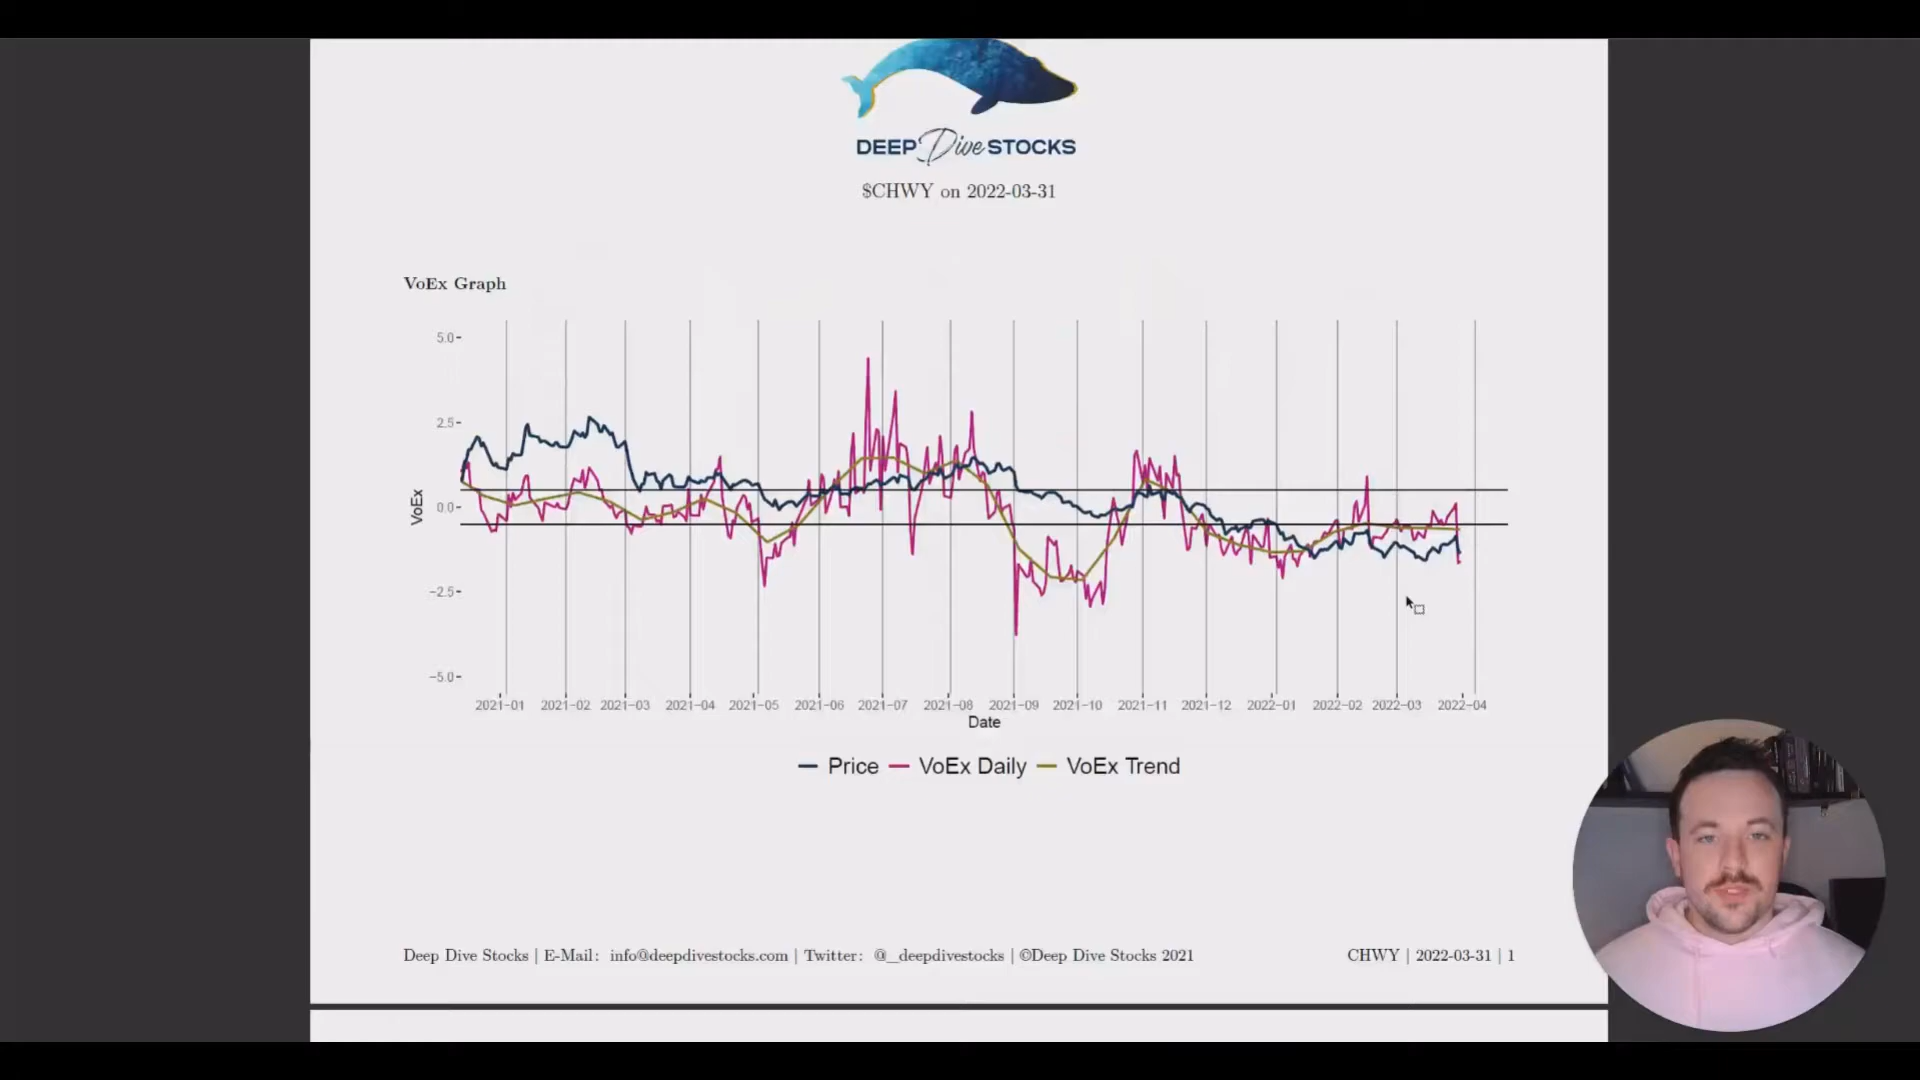 DEEP Dive STOCKS
$CHWY on 2022-03-31
VoEx Graph
5.0
2.5
0.0
−2.5
−5.0
VoEx
2021−01 2021−02 2021−03 2021−04 2021−05 2021−06 2021−07 2021−08 2021−09 2021−10 2021−11 2021−12 2022−01 2022−02 2022−03 2022−04
Date
Price VoEx Daily VoEx Trend
Deep Dive Stocks | E-Mail: info@deepdivestocks.com | Twitter: @_deepdivestocks | ©Deep Dive Stocks 2021 CHWY | 2022-03-31 | 1